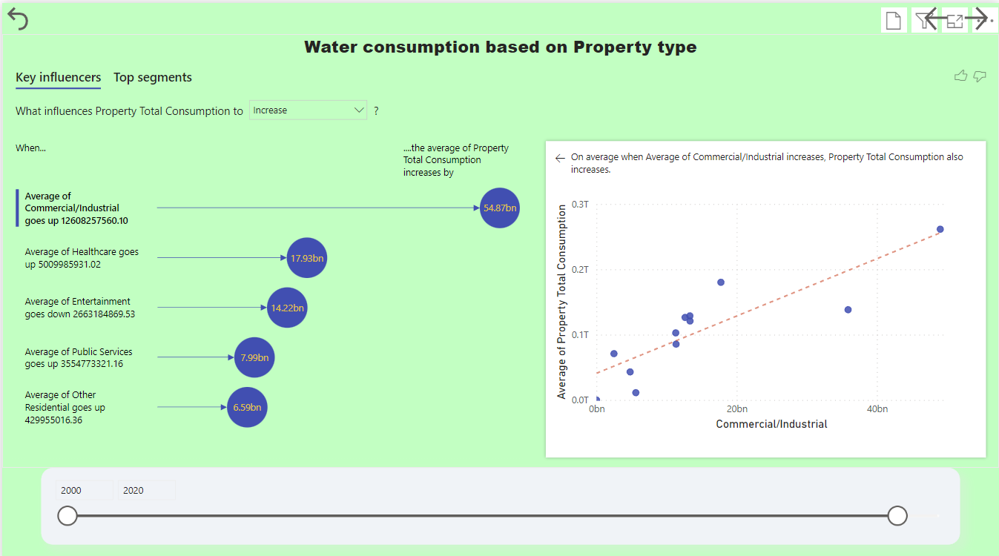 Water consumption based on Property type
Key influencers
Top segments
What influences Property Total Consumption to
Increase
?
When...
....the average of Property
Total Consumption
increases by
Average of
Commercial/Industrial
goes up 12608257560.10
54.87bn
Average of Healthcare goes
up 5009985931.02
17.93bn
Average of Entertainment
goes down 2663184869.53
14.22bn
Average of Public Services
goes up 3554773321.16
7.99bn
Average of Other
Residential goes up
429955016.36
6.59bn
On average when Average of Commercial/Industrial increases, Property Total Consumption also
increases.
Average of Property Total Consumption
0.3T
0.2T
0.1T
0.0T
0bn
20bn
40bn
Commercial/Industrial
2000
2020